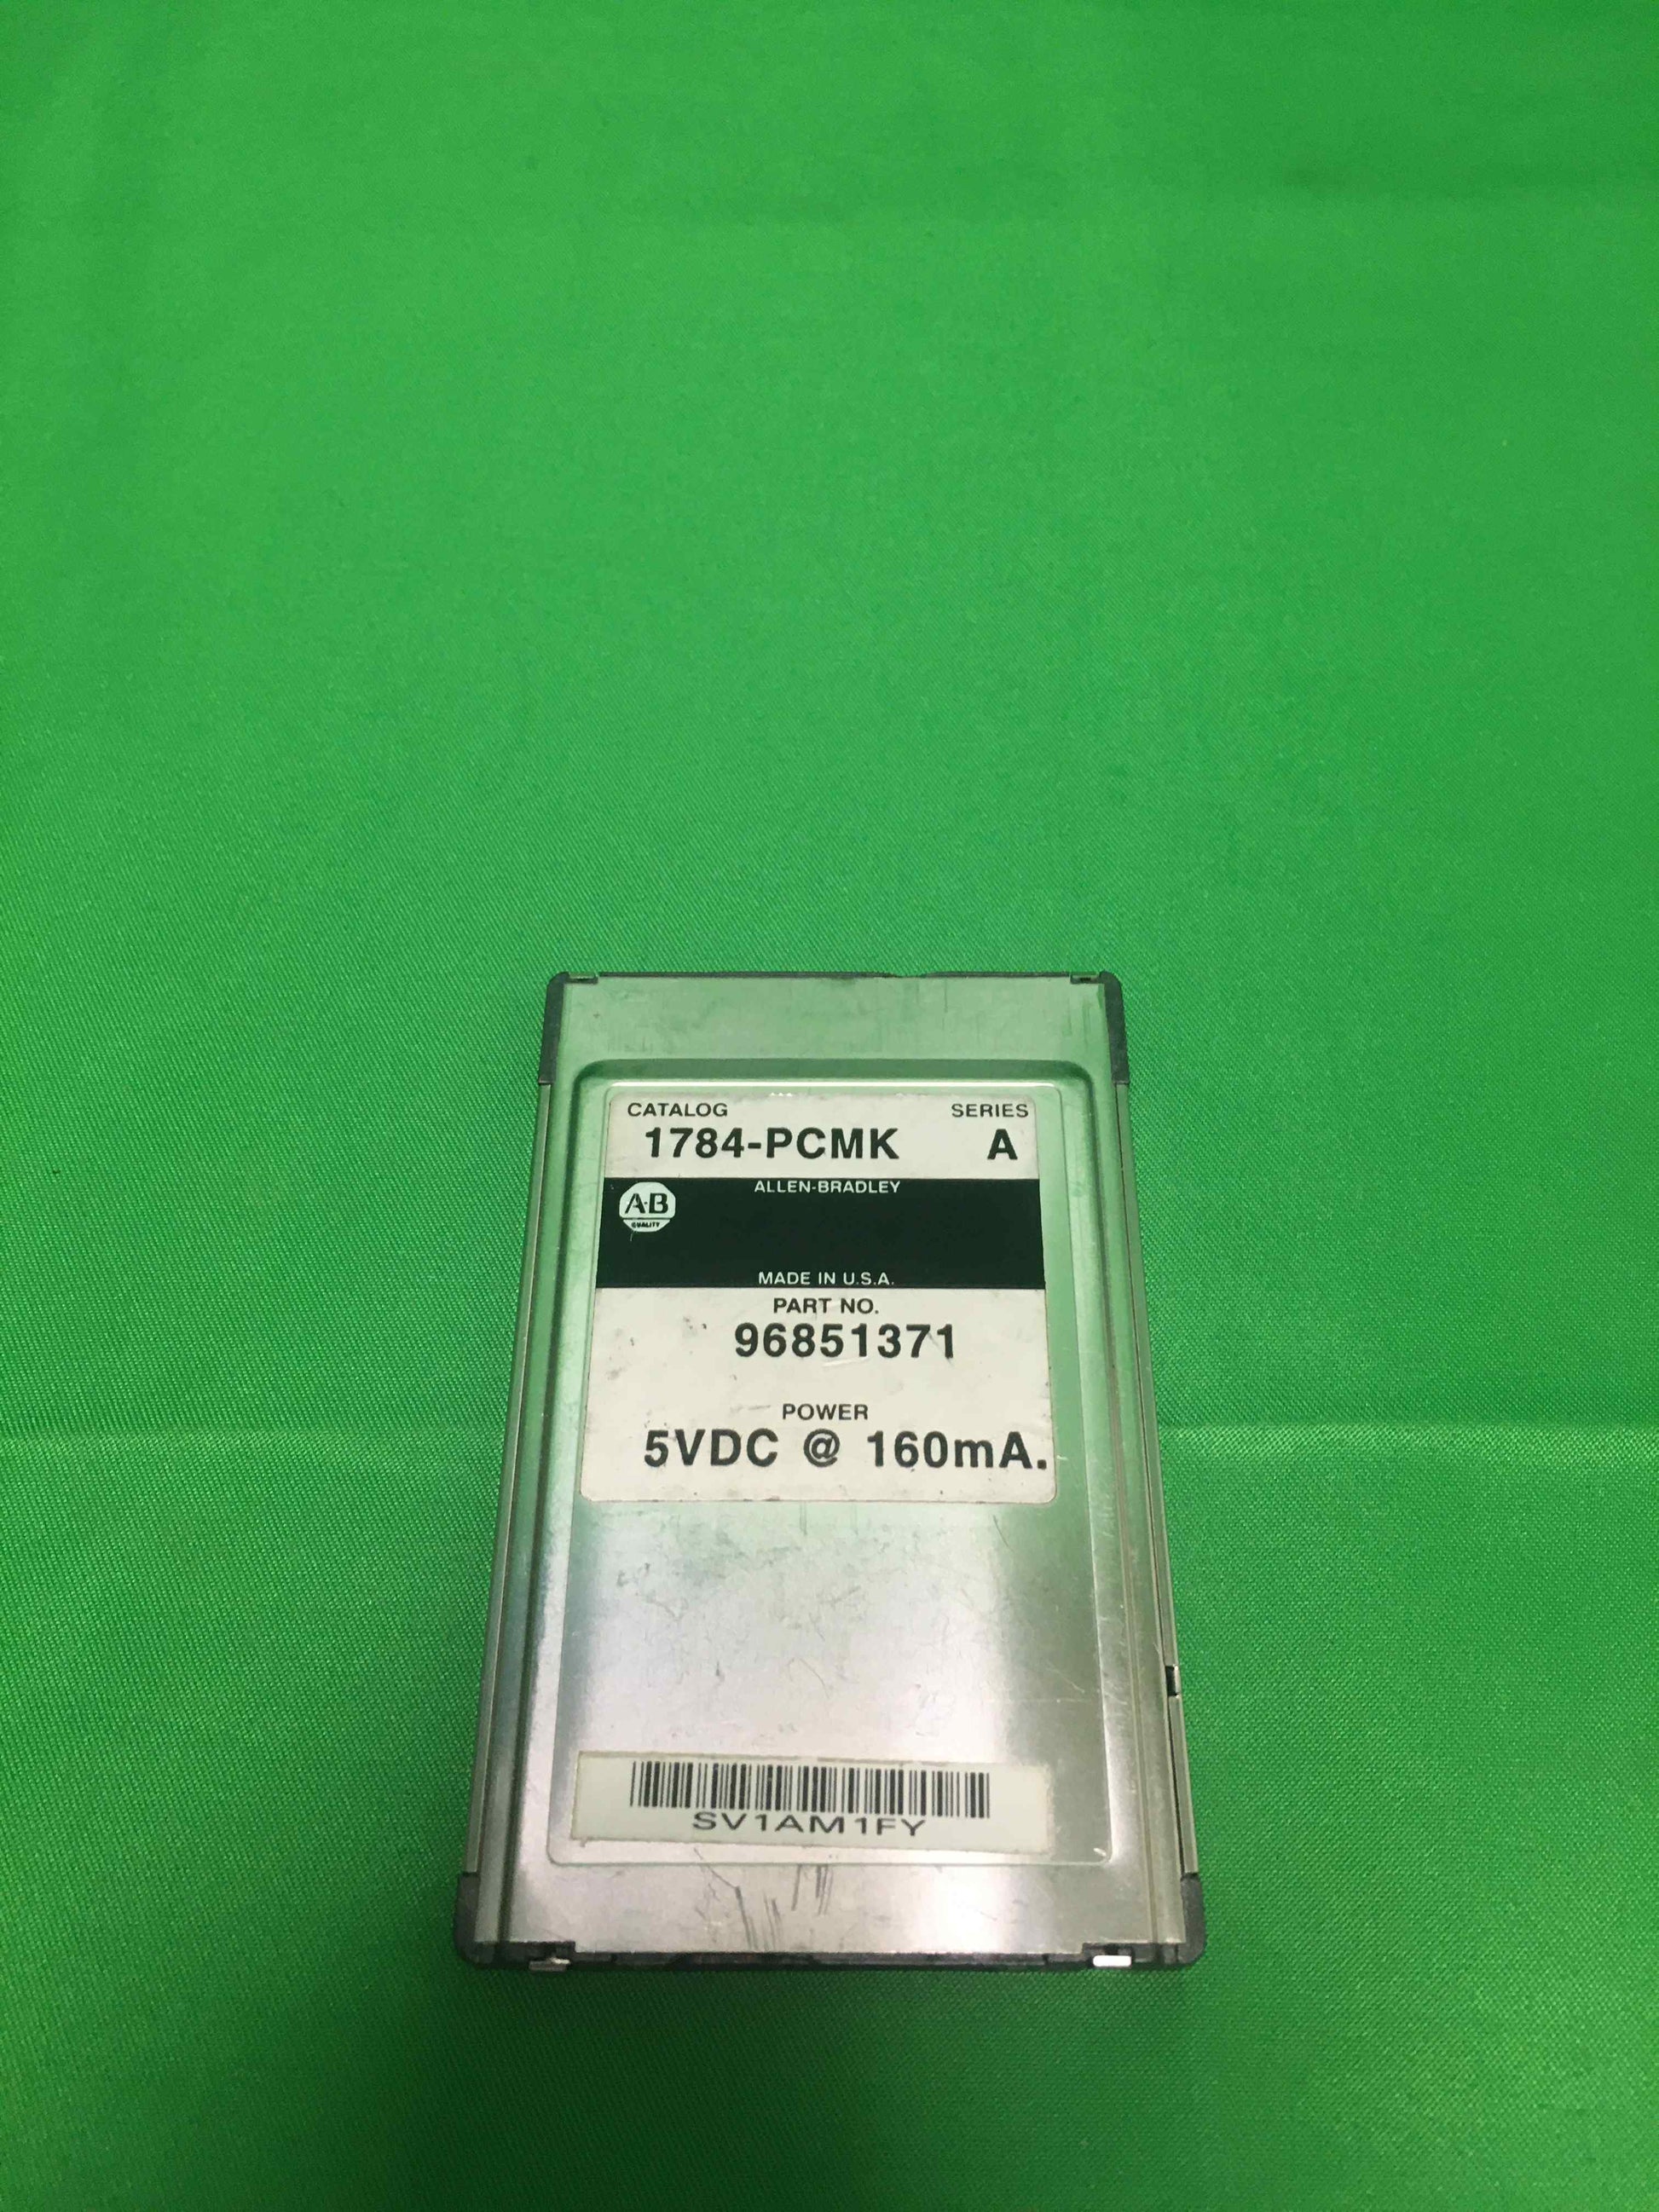 CATALOG SERIES
1784-PCMK A
ALLEN-BRADLEY
A-B
QUALITY
MADE IN U.S.A.
PART NO.
96851371
POWER
5VDC @ 160mA.
SV1AM1FY